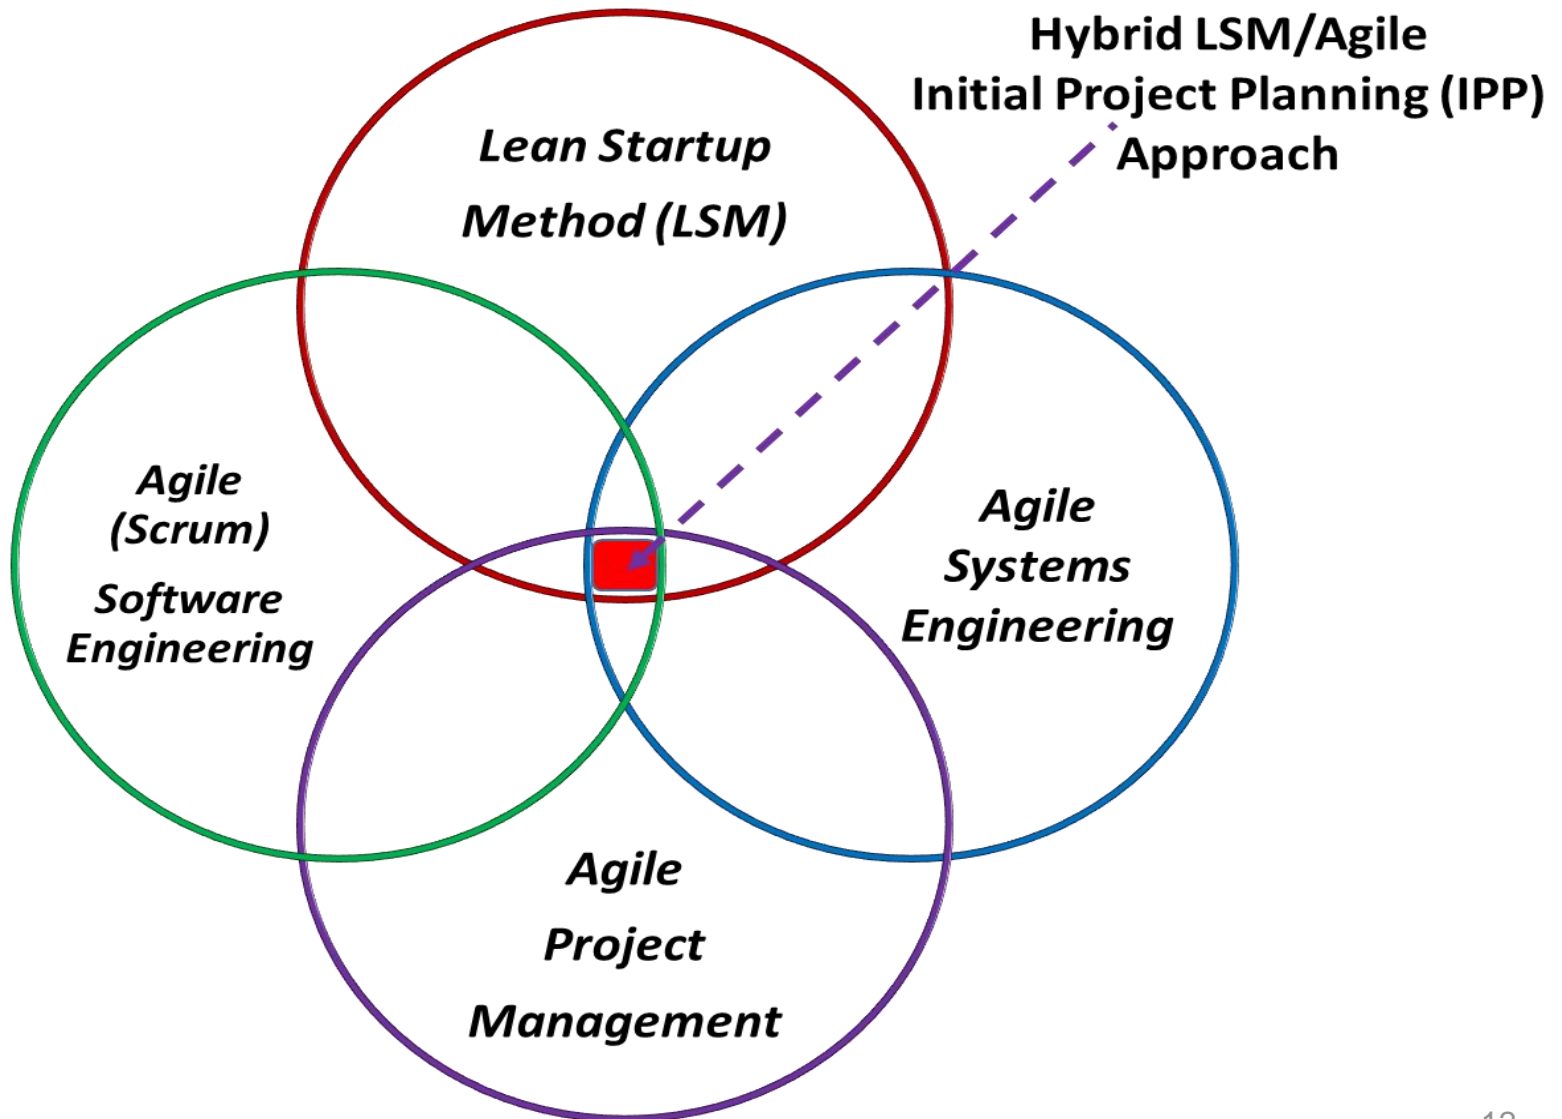 Hybrid LSM/Agile
Initial Project Planning (IPP)
Approach
Lean Startup
Method (LSM)
Agile
(Scrum)
Software
Engineering
Agile
Systems
Engineering
Agile
Project
Management